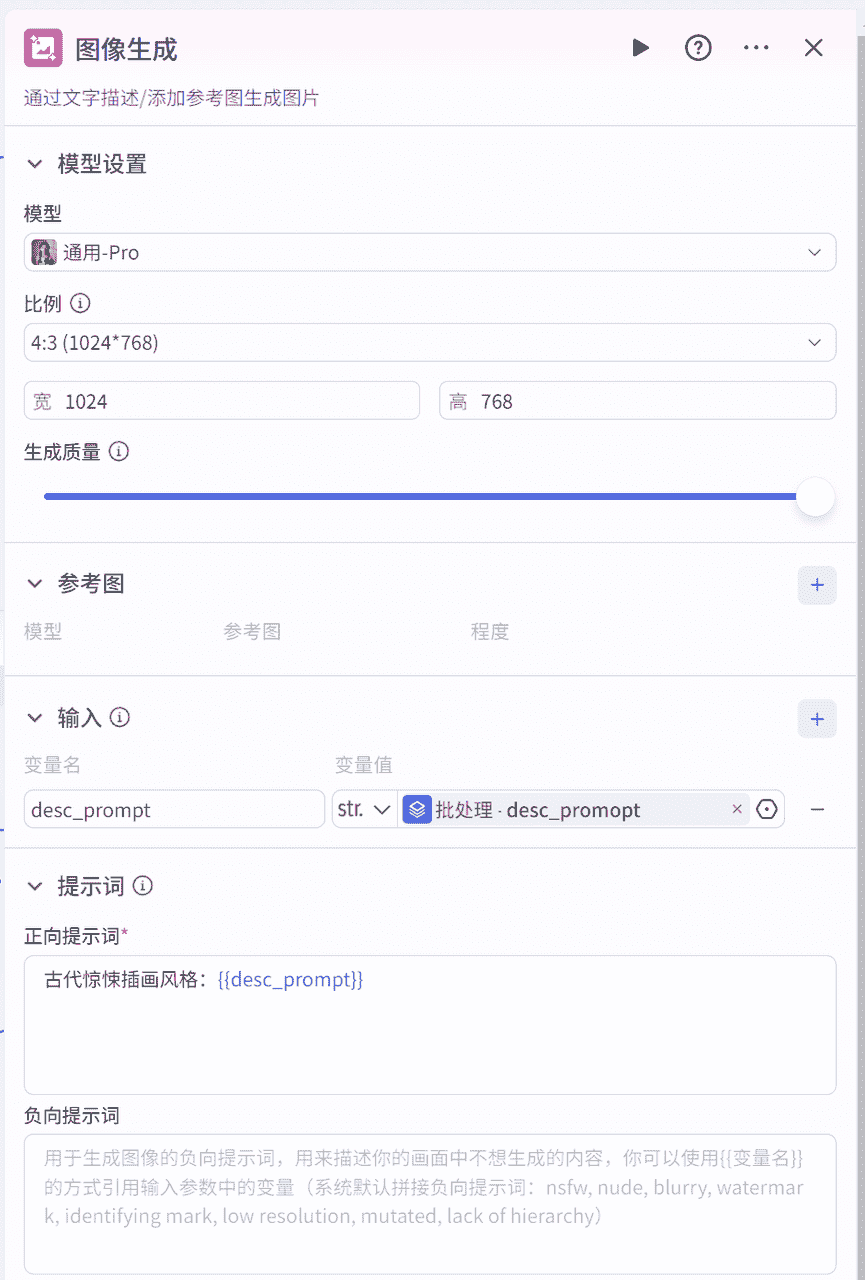 图像生成
通过文字描述/添加参考图生成图片
模型设置
模型
通用-Pro
比例
4:3 (1024*768)
宽 1024
高 768
生成质量
参考图
模型 参考图 程度
输入
变量名 变量值
desc_prompt str. 批处理 - desc_promopt
提示词
正向提示词*
古代惊悚插画风格：{{desc_prompt}}
负向提示词
用于生成图像的负向提示词，用来描述你的画面中不想生成的内容，你可以使用{{变量名}}
的方式引用输入参数中的变量（系统默认拼接负向提示词：nsfw, nude, blurry, watermar
k, identifying mark, low resolution, mutated, lack of hierarchy）